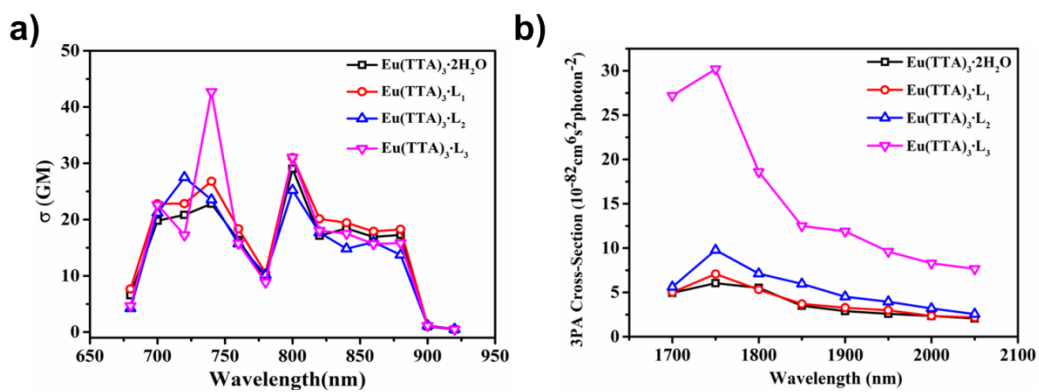 a)
50
40
30
20
10
0
σ (GM)
650 700 750 800 850 900 950
Wavelength(nm)
Eu(TTA)₃·2H₂O
Eu(TTA)₃·L₁
Eu(TTA)₃·L₂
Eu(TTA)₃·L₃
b)
30
25
20
15
10
5
0
3PA Cross-Section (10⁻⁸²cm⁶s²photon⁻²)
1700 1800 1900 2000 2100
Wavelength (nm)
Eu(TTA)₃·2H₂O
Eu(TTA)₃·L₁
Eu(TTA)₃·L₂
Eu(TTA)₃·L₃